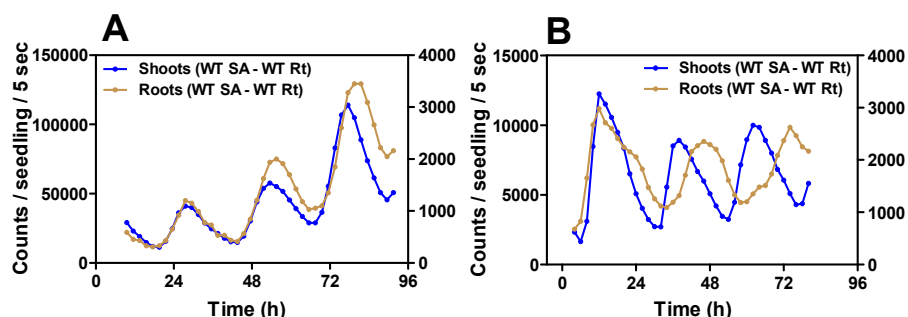 A
Counts / seedling / 5 sec
150000
100000
50000
0
4000
3000
2000
1000
0
Shoots (WT SA - WT Rt)
Roots (WT SA - WT Rt)
0 24 48 72 96
Time (h)
B
Counts / seedling / 5 sec
15000
10000
5000
0
4000
3000
2000
1000
0
Shoots (WT SA - WT Rt)
Roots (WT SA - WT Rt)
0 24 48 72 96
Time (h)